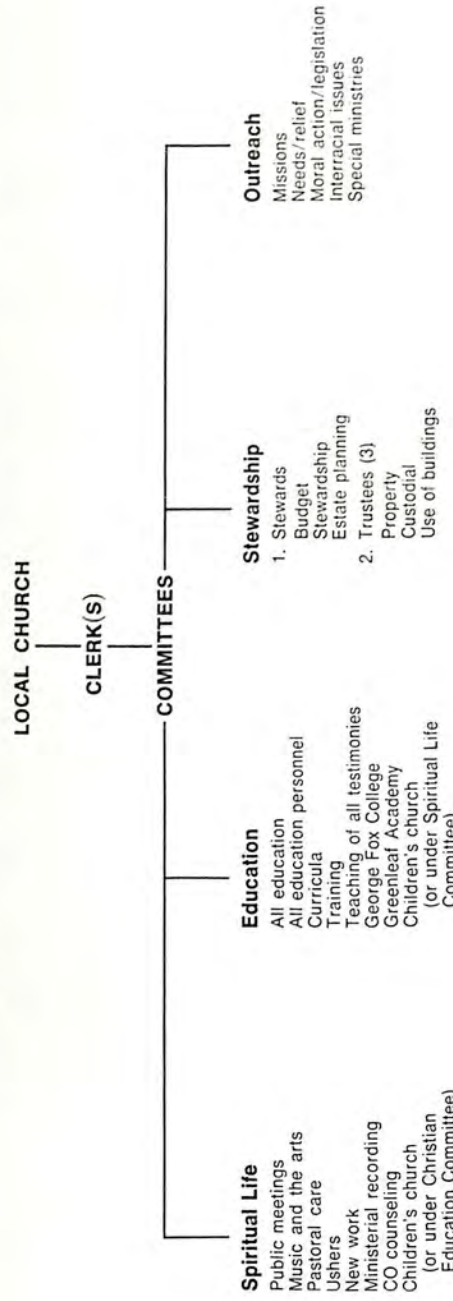 LOCAL CHURCH
CLERK(S)
COMMITTEES
Spiritual Life
Public meetings
Music and the arts
Pastoral care
Ushers
New work
Ministerial recording
CO counseling
Children's church
(or under Christian
Education Committee)
Education
All education
All education personnel
Curricula
Training
Teaching of all testimonies
George Fox College
Greenleaf Academy
Children's church
(or under Spiritual Life
Committee)
Stewardship
1. Stewards
Budget
Stewardship
Estate planning
2. Trustees (3)
Property
Custodial
Use of buildings
Outreach
Missions
Needs/relief
Moral action/legislation
Interracial issues
Special ministries